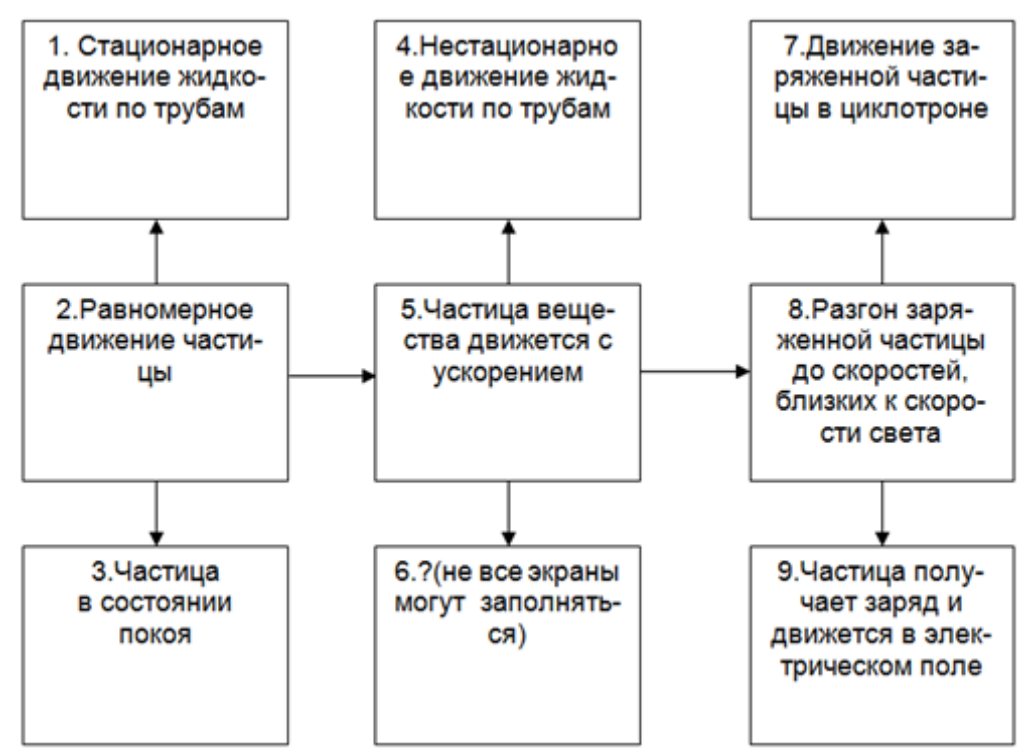 1. Стационарное
движение жидко-
сти по трубам
4.Нестационарно
е движение жид-
кости по трубам
7.Движение за-
ряженной части-
цы в циклотроне
2.Равномерное
движение части-
цы
5.Частица веще-
ства движется с
ускорением
8.Разгон заря-
женной частицы
до скоростей,
близких к скоро-
сти света
3.Частица
в состоянии
покоя
6.?(не все экраны
могут заполнять-
ся)
9.Частица полу-
чает заряд и
движется в элек-
трическом поле